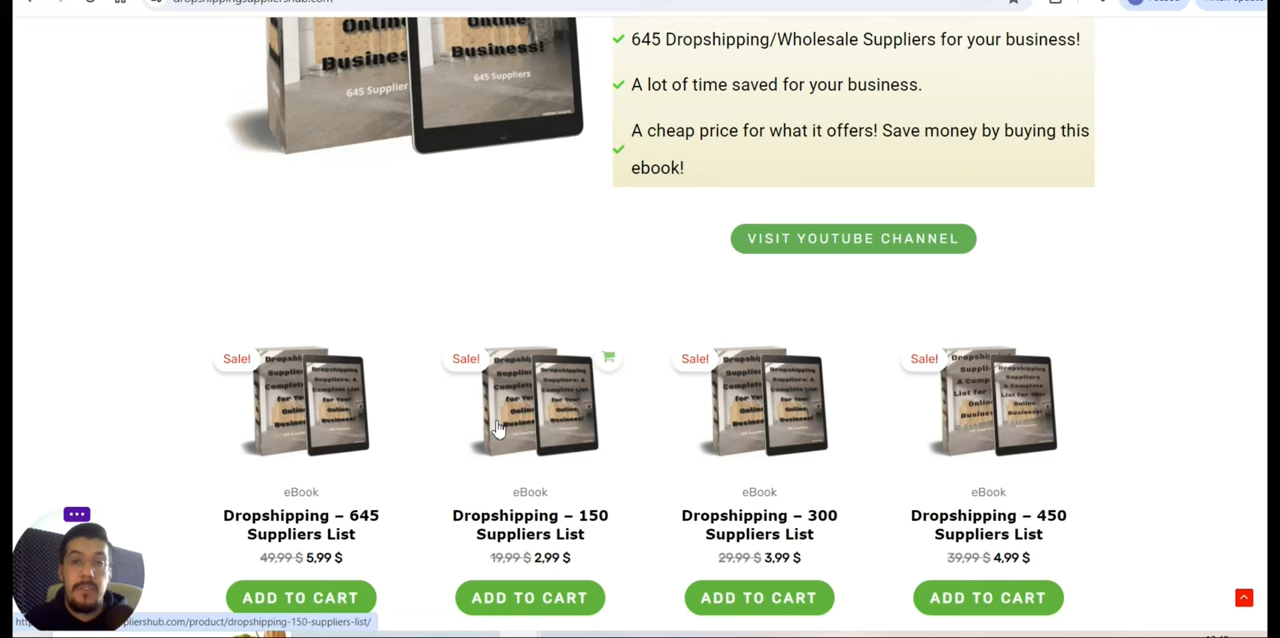 dropshippingsuppliershub.com
Online
Business!
645 Suppliers
645 Dropshipping/Wholesale Suppliers for your business!
A lot of time saved for your business.
A cheap price for what it offers! Save money by buying this
ebook!
VISIT YOUTUBE CHANNEL
Sale!
Sale!
Sale!
Sale!
eBook
eBook
eBook
eBook
Dropshipping – 645
Suppliers List
49,99 $ 5,99 $
ADD TO CART
Dropshipping – 150
Suppliers List
19,99 $ 2,99 $
ADD TO CART
Dropshipping – 300
Suppliers List
29,99 $ 3,99 $
ADD TO CART
Dropshipping – 450
Suppliers List
39,99 $ 4,99 $
ADD TO CART
pliershub.com/product/dropshipping-150-suppliers-list/